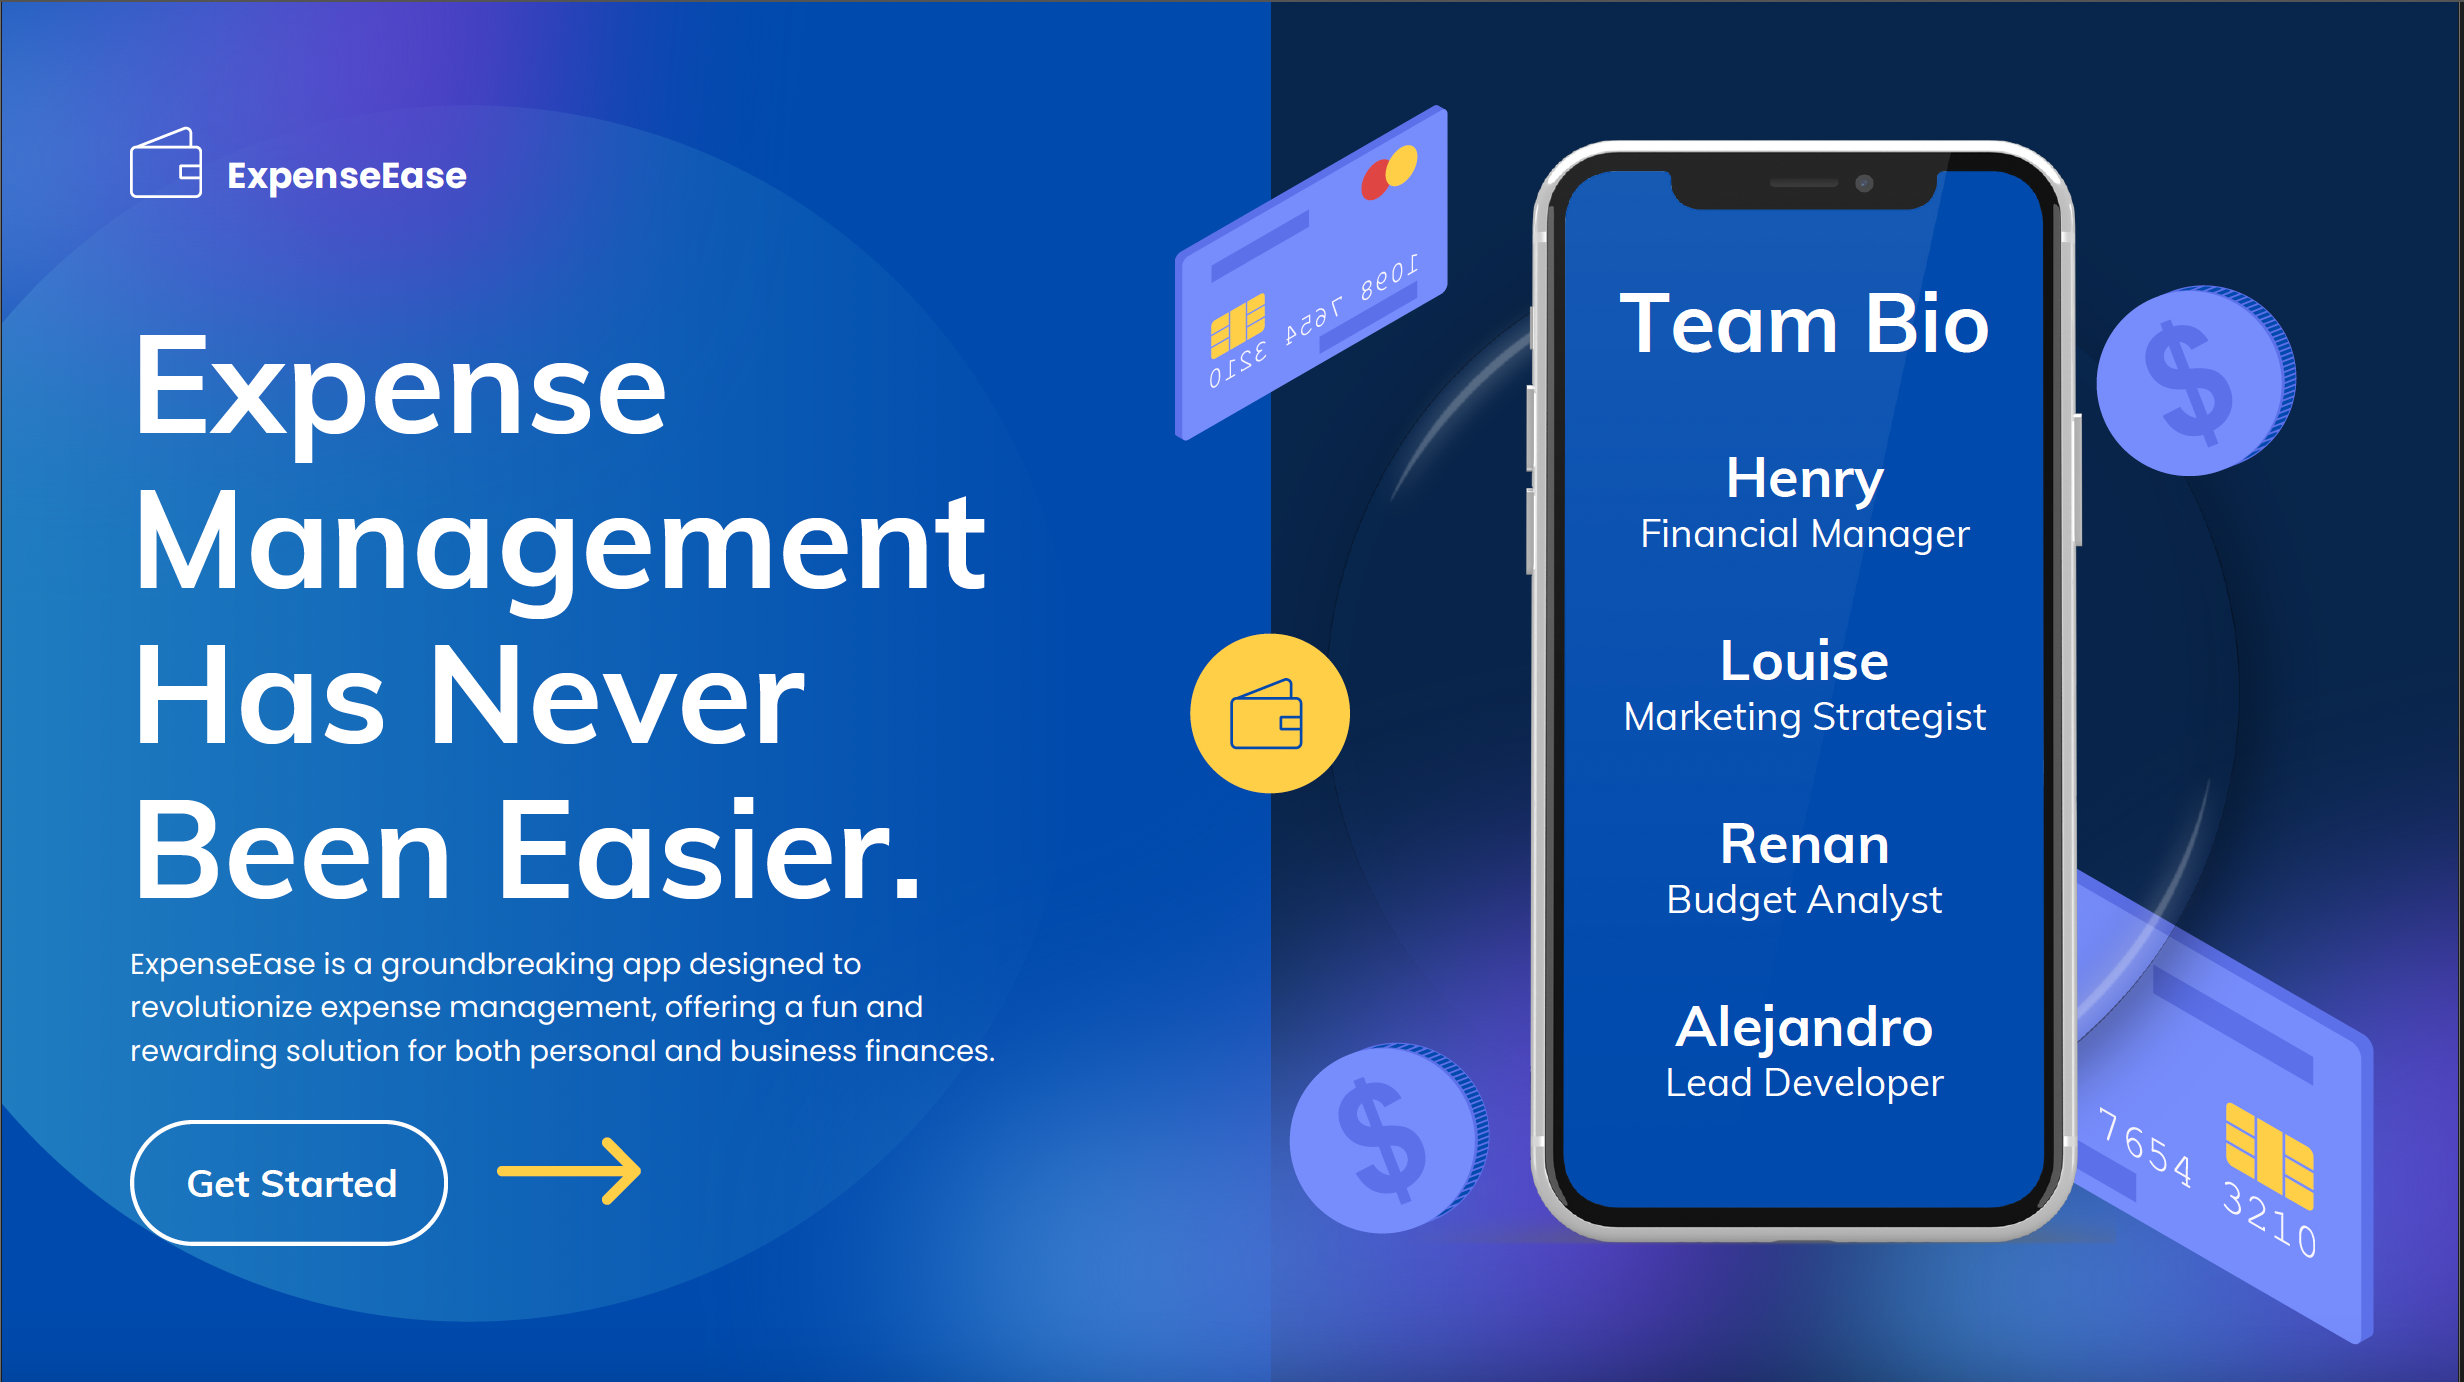 ExpenseEase
Expense
Management
Has Never
Been Easier.
ExpenseEase is a groundbreaking app designed to
revolutionize expense management, offering a fun and
rewarding solution for both personal and business finances.
Get Started
1098 7654 3210
Team Bio
Henry
Financial Manager
Louise
Marketing Strategist
Renan
Budget Analyst
Alejandro
Lead Developer
$
$
7654 3210